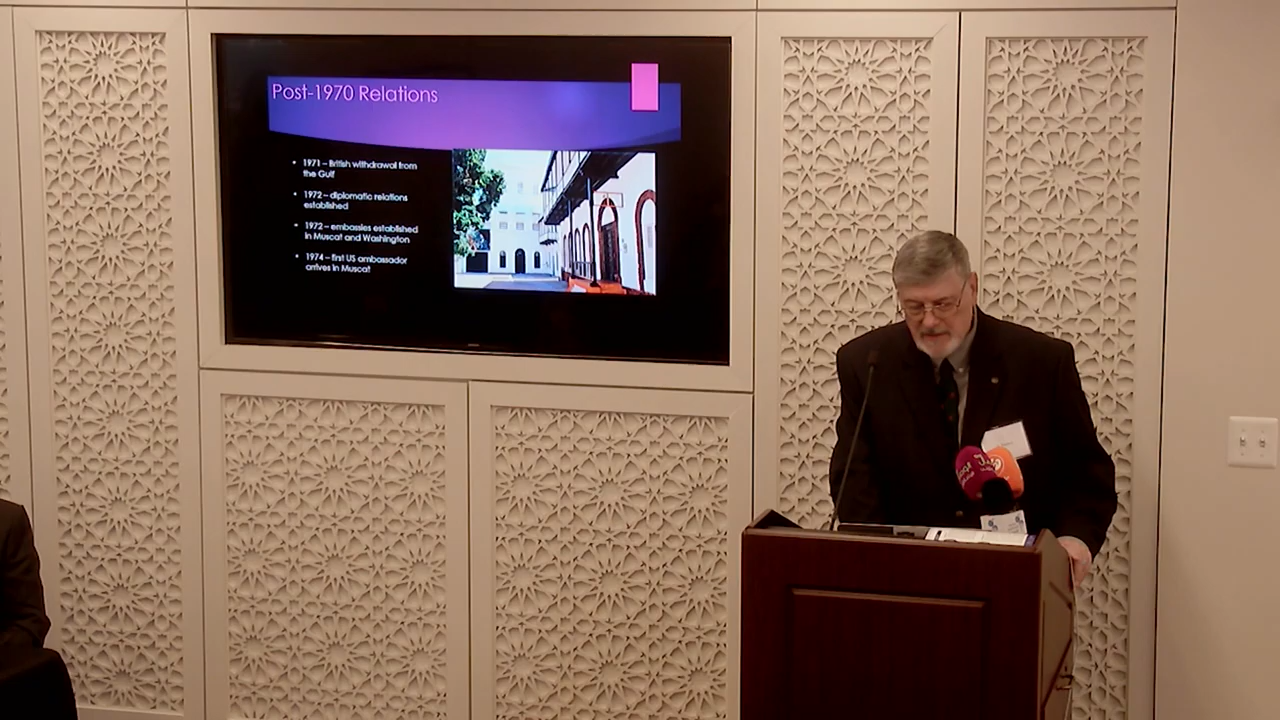 Post-1970 Relations
• 1971 – British withdrawal from
the Gulf
• 1972 – diplomatic relations
established
• 1972 – embassies established
in Muscat and Washington
• 1974 – first US ambassador
arrives in Muscat